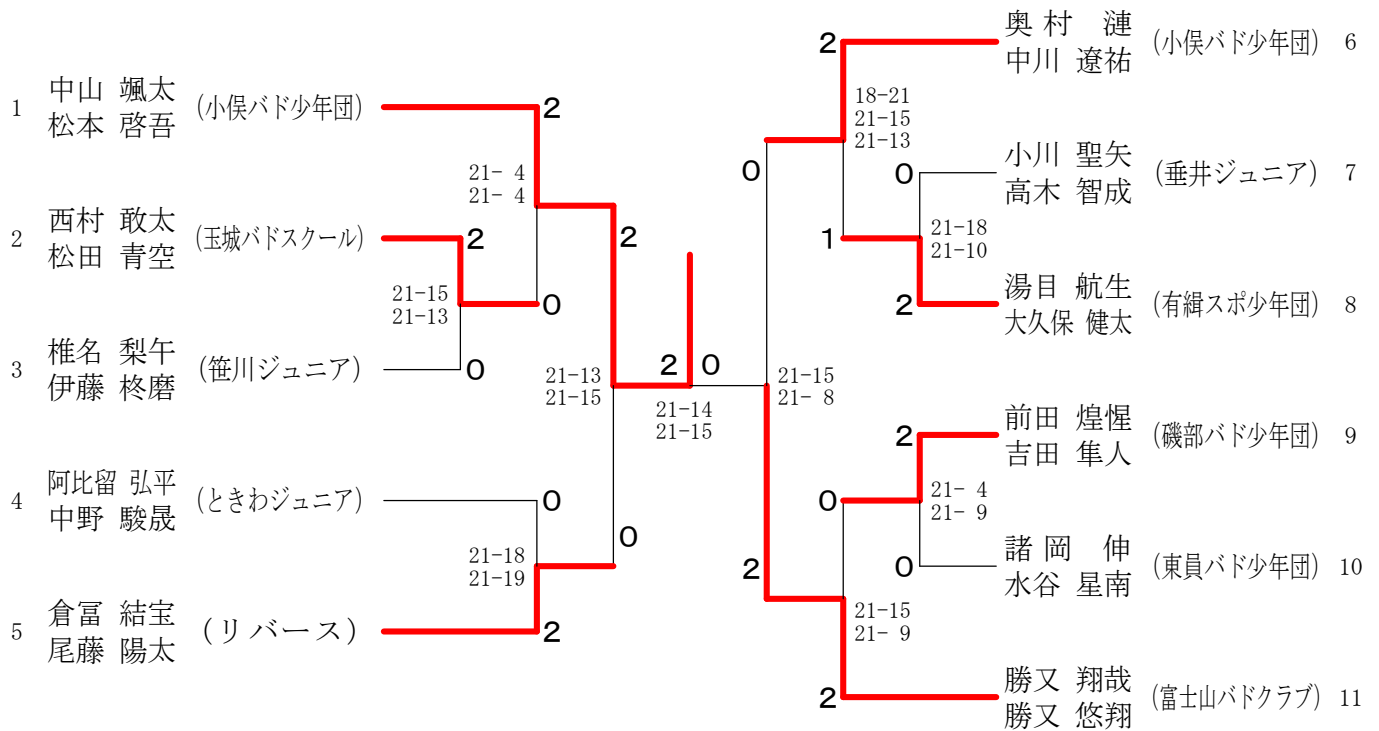 1 中山 颯太 (小俣バド少年団)
松本 啓吾
2
21- 4
21- 4
2 西村 敢太 (玉城バドスクール)
松田 青空
2
2
21-15
21-13
0
3 椎名 梨午 (笹川ジュニア)
伊藤 柊磨
0
21-13
21-15
2 0
21-14
21-15
4 阿比留 弘平 (ときわジュニア)
中野 駿晟
0
0
21-18
21-19
5 倉冨 結宝 (リバース)
尾藤 陽太
2
奥村 漣 (小俣バド少年団) 6
中川 遼祐
2
18-21
21-15
21-13
0
小川 聖矢 (垂井ジュニア) 7
高木 智成
0
1
21-18
21-10
湯目 航生 (有緝スポ少年団) 8
大久保 健太
2
21-15
21- 8
前田 煌惺 (磯部バド少年団) 9
吉田 隼人
2
0
21- 4
21- 9
諸岡 伸 (東員バド少年団) 10
水谷 星南
0
2
21-15
21- 9
勝又 翔哉 (富士山バドクラブ) 11
勝又 悠翔
2